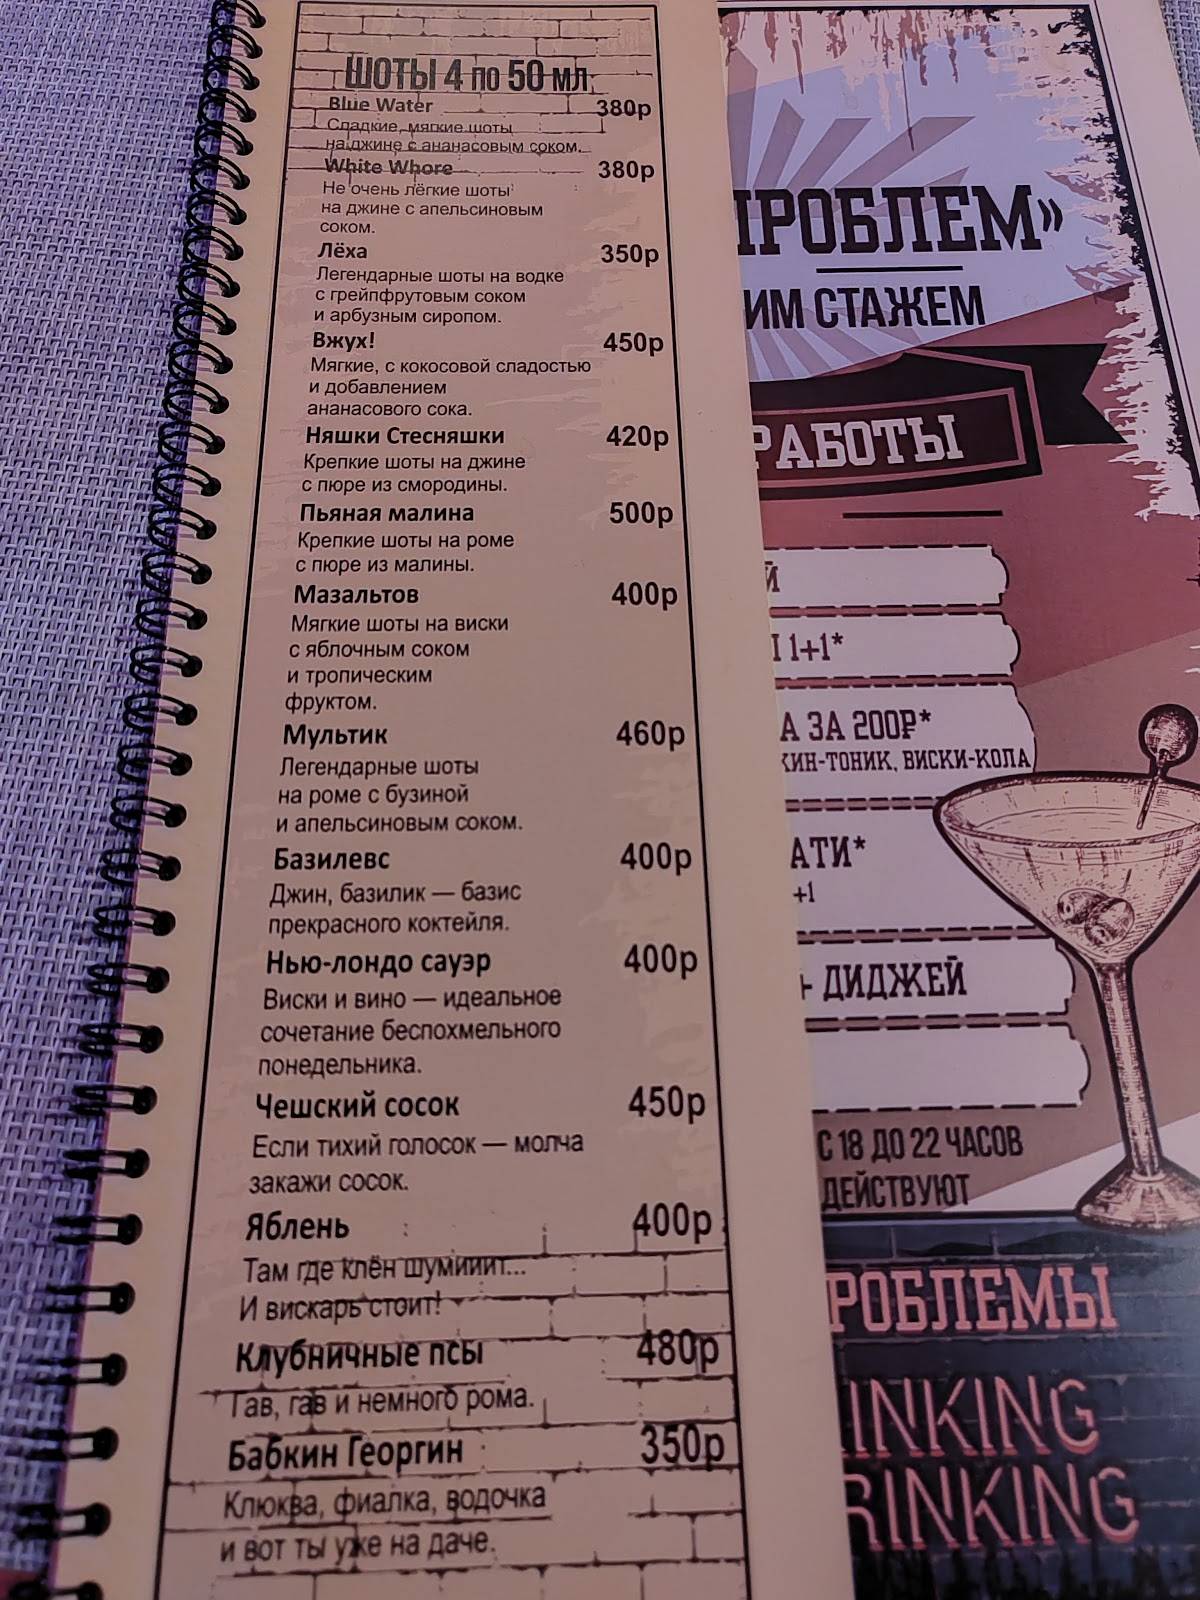 ШОТЫ 4 по 50 мл
Blue Water 380р
Сладкие, мягкие шоты
на джине с ананасовым соком.
White Whore 380р
Не очень лёгкие шоты
на джине с апельсиновым
соком.
Лёха 350р
Легендарные шоты на водке
с грейпфрутовым соком
и арбузным сиропом.
Вжух! 450р
Мягкие, с кокосовой сладостью
и добавлением
ананасового сока.
Няшки Стесняшки 420р
Крепкие шоты на джине
с пюре из смородины.
Пьяная малина 500р
Крепкие шоты на роме
с пюре из малины.
Мазальтов 400р
Мягкие шоты на виски
с яблочным соком
и тропическим
фруктом.
Мультик 460р
Легендарные шоты
на роме с бузиной
и апельсиновым соком.
Базилевс 400р
Джин, базилик — базис
прекрасного коктейля.
Нью-лондо сауэр 400р
Виски и вино — идеальное
сочетание беспохмельного
понедельника.
Чешский сосок 450р
Если тихий голосок — молча
закажи сосок.
Яблень 400р
Там где клён шумииит...
И вискарь стоит!
Клубничные псы 480р
Гав, гав и немного рома.
Бабкин Георгин 350р
Клюква, фиалка, водочка
и вот ты уже на даче.
ПРОБЛЕМ»
ИМ СТАЖЕМ
РАБОТЫ
Й
1+1*
А ЗА 200₽*
ЖИН-ТОНИК, ВИСКИ-КОЛА
АТИ*
+1
+ ДИДЖЕЙ
С 18 ДО 22 ЧАСОВ
ДЕЙСТВУЮТ
РОБЛЕМЫ
INKING
RINKING